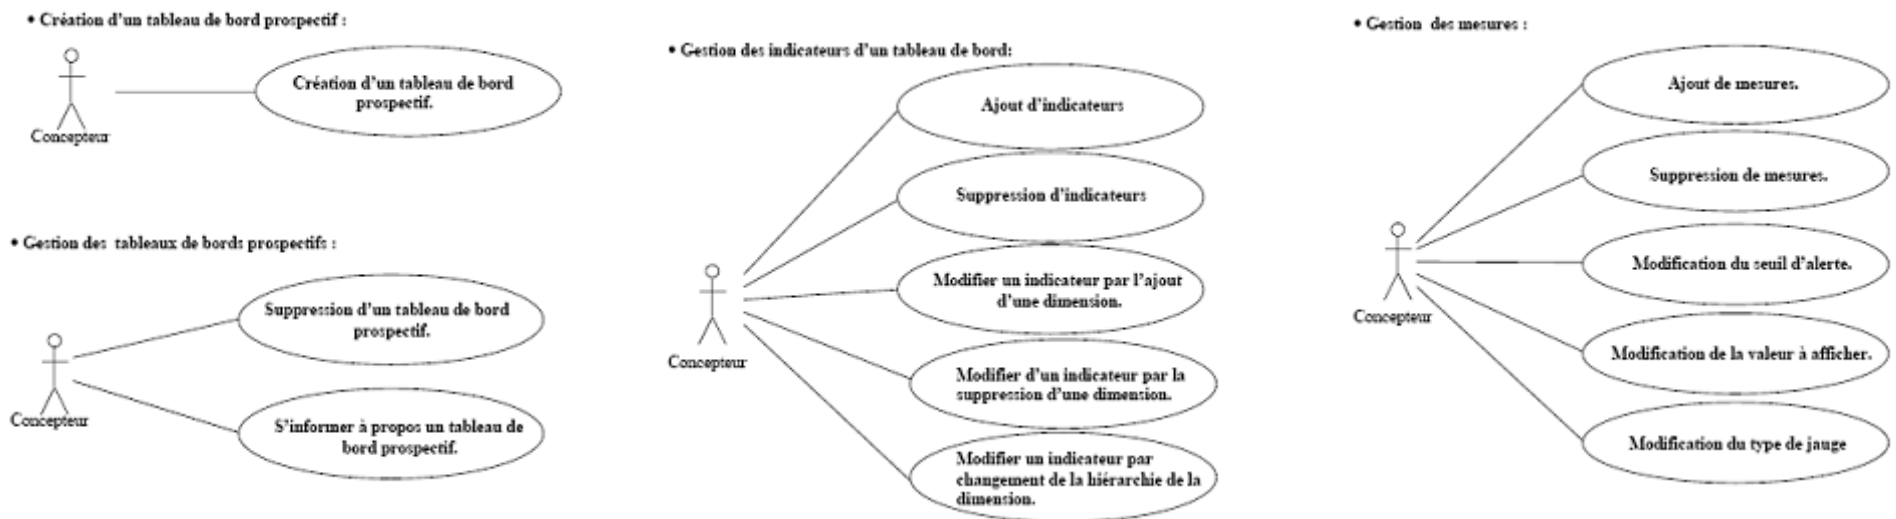 • Création d'un tableau de bord prospectif :
Création d'un tableau de bord
prospectif.
Concepteur
• Gestion des tableaux de bords prospectifs :
Suppression d'un tableau de bord
prospectif.
S'informer à propos un tableau de
bord prospectif.
Concepteur
• Gestion des indicateurs d'un tableau de bord:
Ajout d'indicateurs
Suppression d'indicateurs
Modifier un indicateur par l'ajout
d'une dimension.
Modifier d'un indicateur par la
suppression d'une dimension.
Modifier un indicateur par
changement de la hiérarchie de la
dimension.
Concepteur
• Gestion des mesures :
Ajout de mesures.
Suppression de mesures.
Modification du seuil d'alerte.
Modification de la valeur à afficher.
Modification du type de jauge
Concepteur